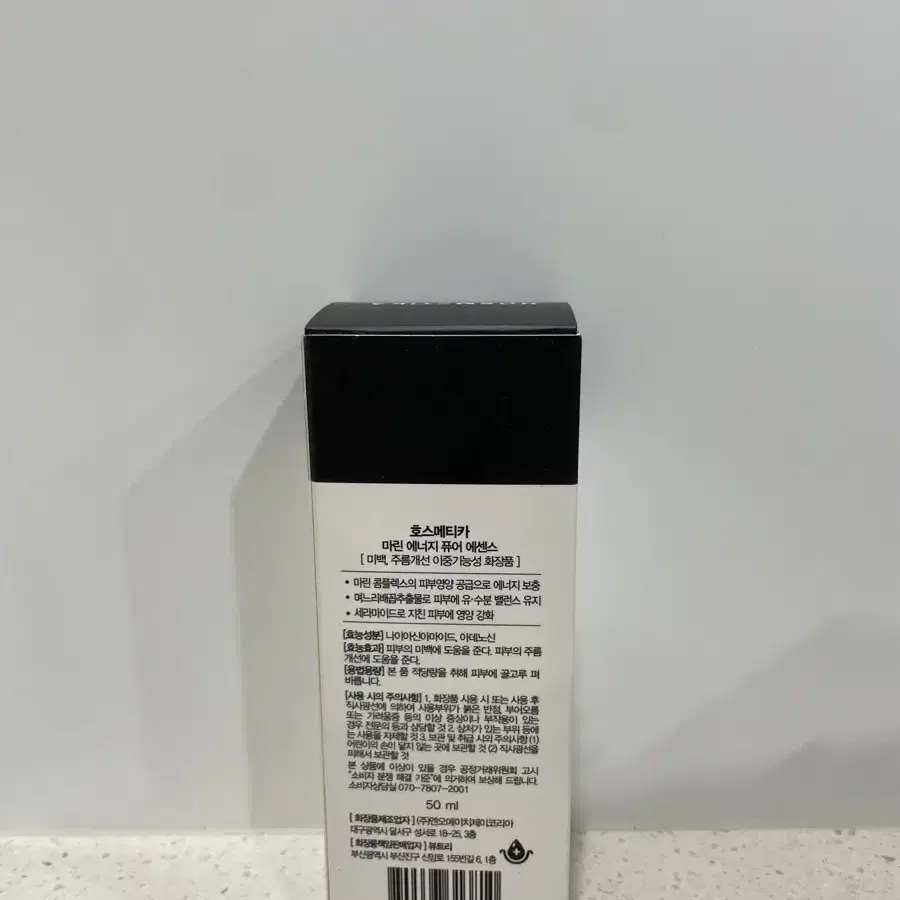 호스메티카
마린 에너지 퓨어 에센스
[ 미백, 주름개선 이중기능성 화장품 ]
• 마린 콤플렉스의 피부영양 공급으로 에너지 보충
• 며느리배꼽추출물로 피부에 유·수분 밸런스 유지
• 세라마이드로 지친 피부에 영양 강화
[효능성분] 나이아신아마이드, 아데노신
[효능효과] 피부의 미백에 도움을 준다. 피부의 주름
개선에 도움을 준다.
[용법용량] 본 품 적당량을 취해 피부에 골고루 펴
바릅니다.
[사용 시의 주의사항] 1. 화장품 사용 시 또는 사용 후
직사광선에 의하여 사용부위가 붉은 반점, 부어오름
또는 가려움증 등의 이상 증상이나 부작용이 있는
경우 전문의 등과 상담할 것 2. 상처가 있는 부위 등에
는 사용을 자제할 것 3. 보관 및 취급 시의 주의사항 (1)
어린이의 손이 닿지 않는 곳에 보관할 것 (2) 직사광선을
피해서 보관할 것
본 상품에 이상이 있을 경우 공정거래위원회 고시
"소비자 분쟁 해결 기준"에 의거하여 보상해 드립니다.
소비자상담실 070-7807-2001
50 ml
[ 화장품제조업자 ] (주)엔오에이치제이코리아
대구광역시 달서구 성서로 18-25, 3층
[ 화장품책임판매업자 ] 뷰트리
부산광역시 부산진구 신암로 155번길 6, 1층